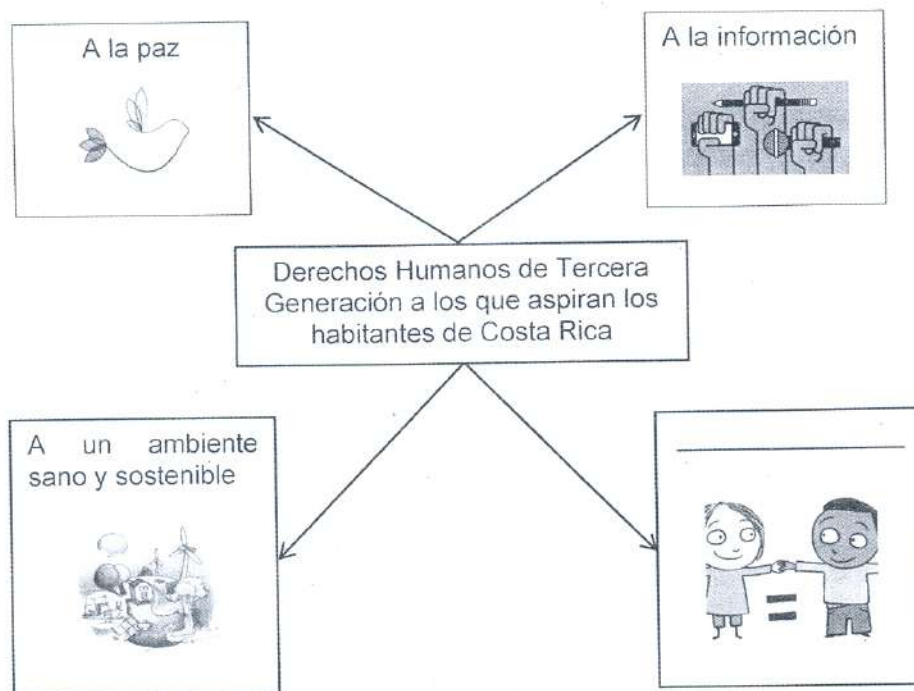 A la paz
A la información
Derechos Humanos de Tercera
Generación a los que aspiran los
habitantes de Costa Rica
A un ambiente
sano y sostenible